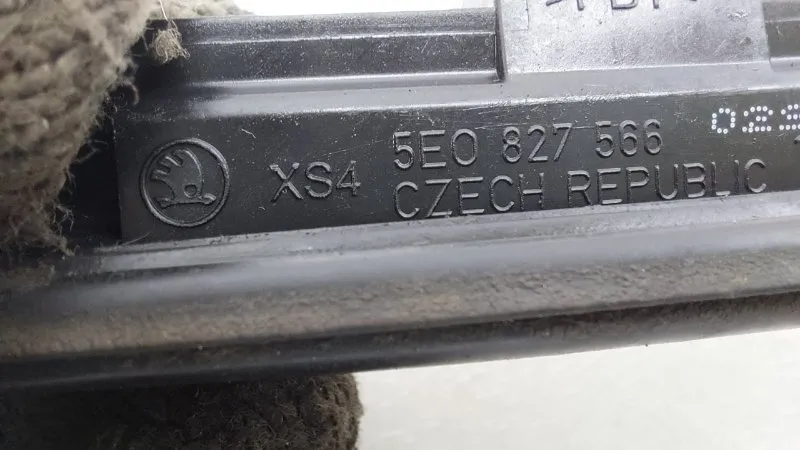 XS4
5E0 827 566
CZECH REPUBLIC